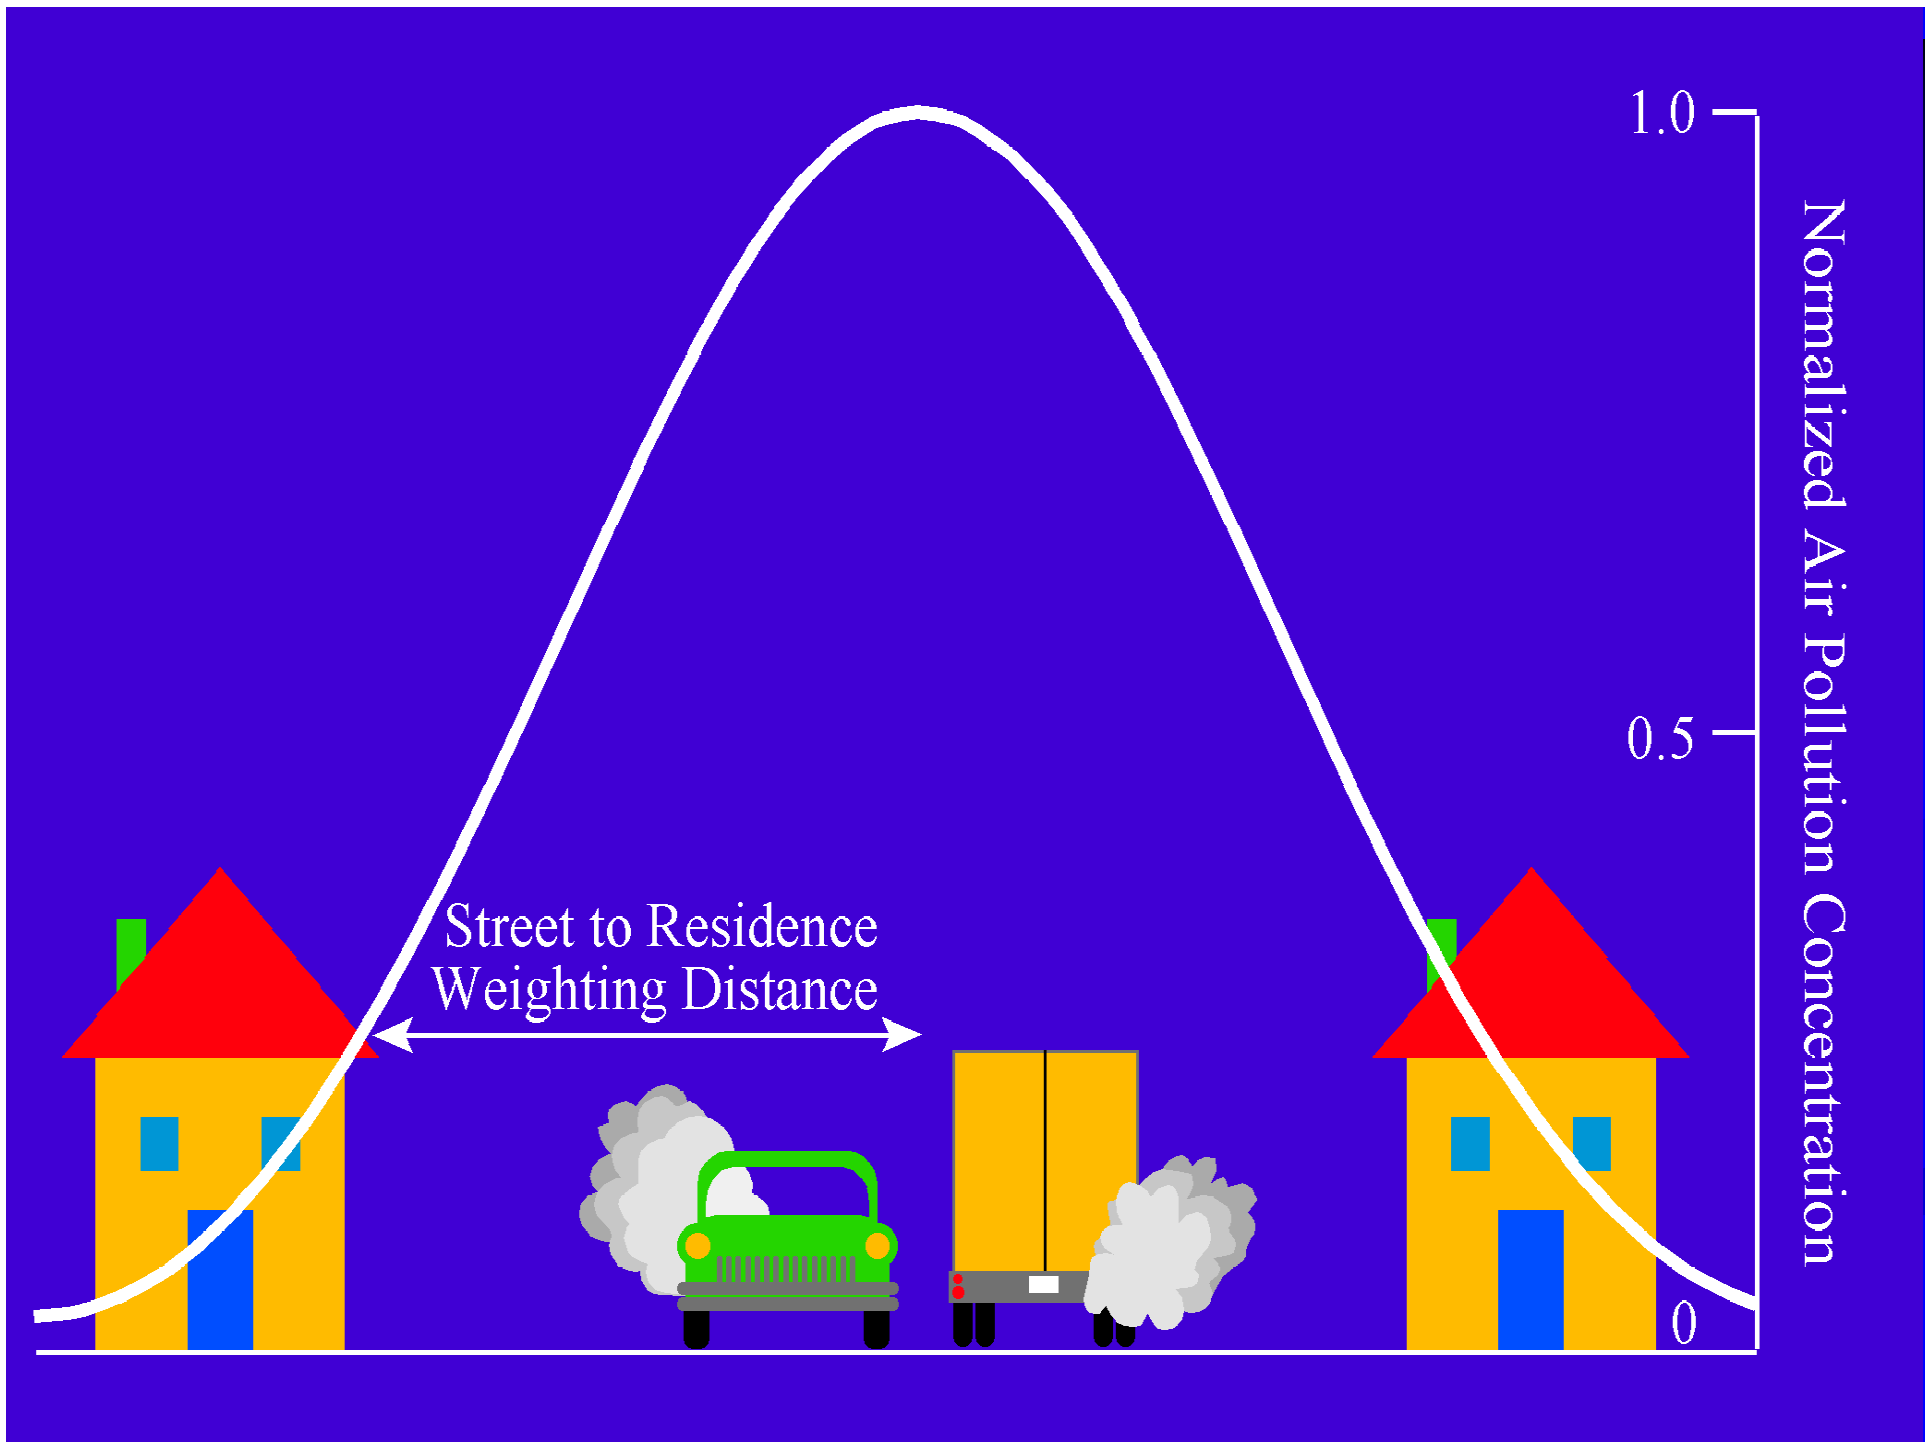 1.0
Normalized Air Pollution Concentration
0.5
Street to Residence
Weighting Distance
0